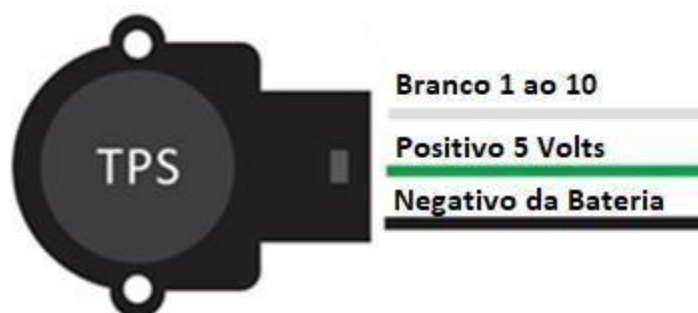 Branco 1 ao 10
TPS
Positivo 5 Volts
Negativo da Bateria